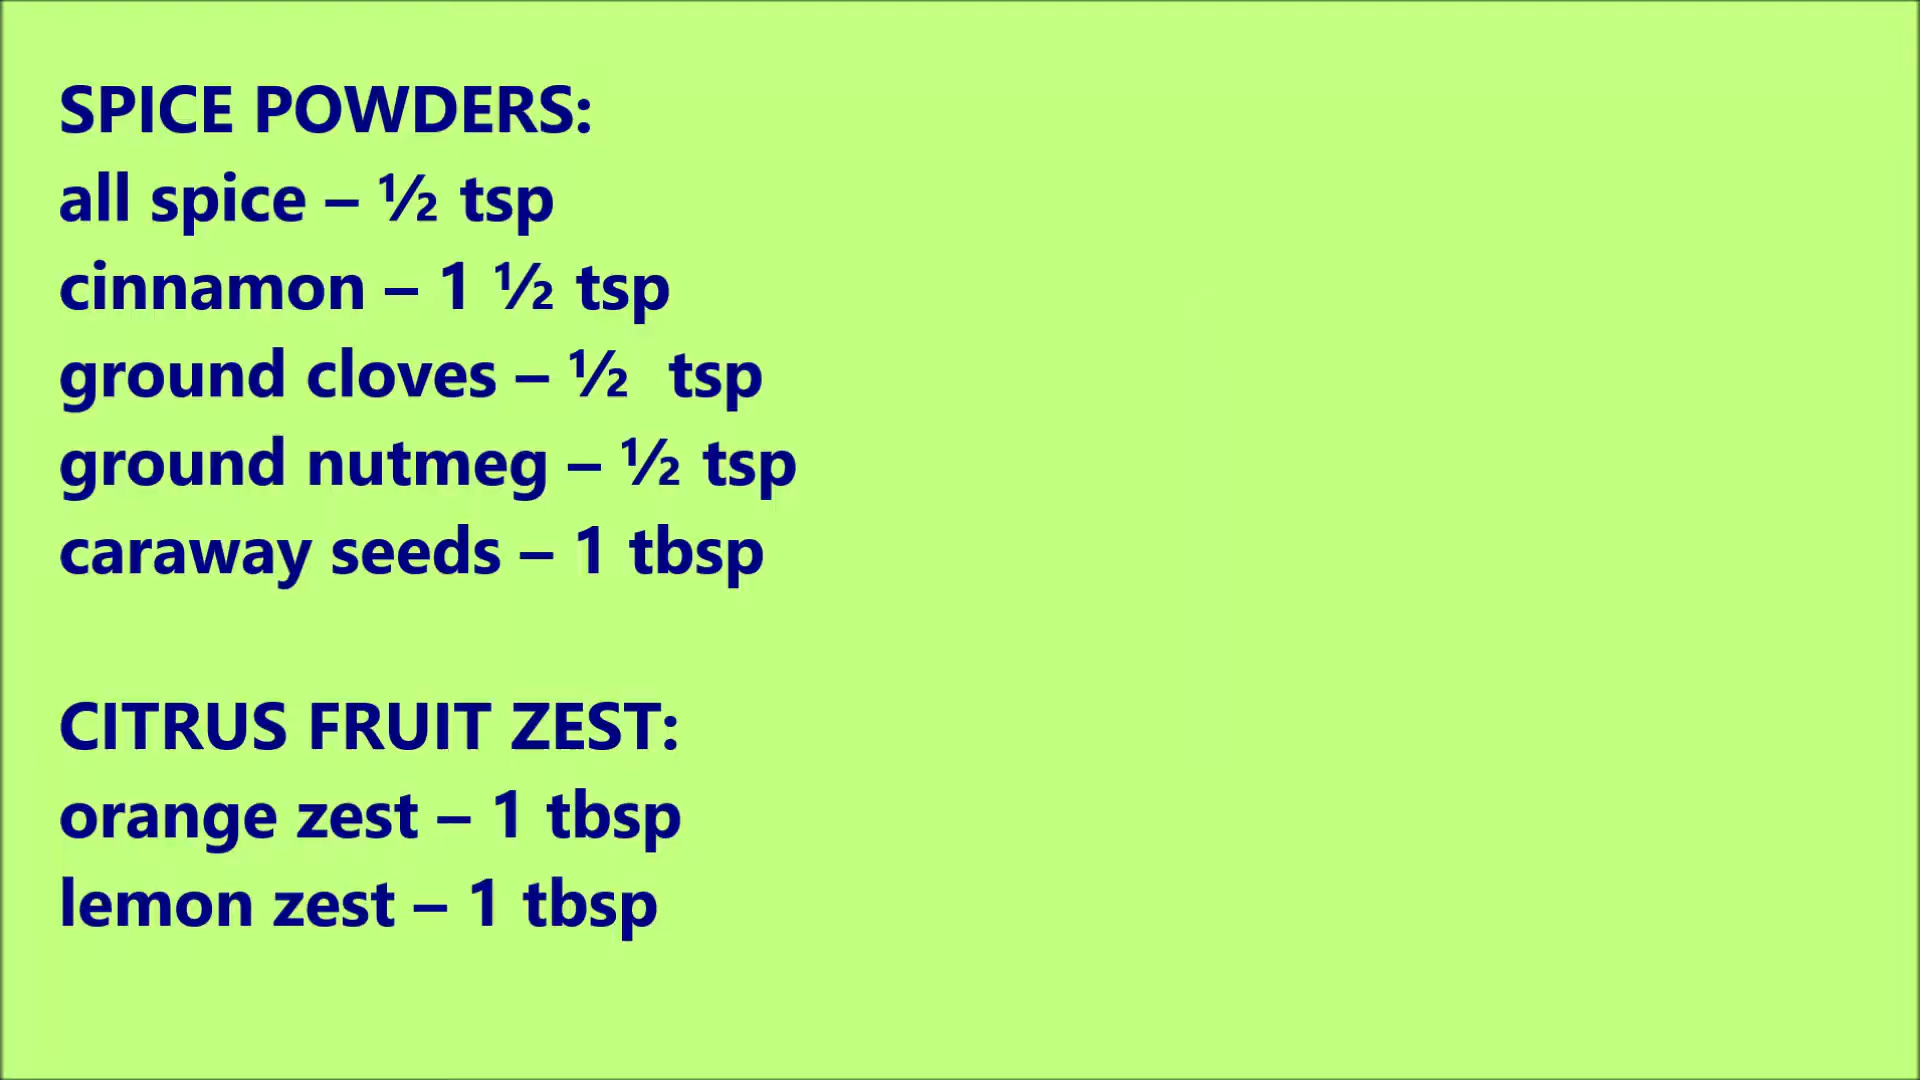 SPICE POWDERS:
all spice – ½ tsp
cinnamon – 1 ½ tsp
ground cloves – ½  tsp
ground nutmeg – ½ tsp
caraway seeds – 1 tbsp
CITRUS FRUIT ZEST:
orange zest – 1 tbsp
lemon zest – 1 tbsp